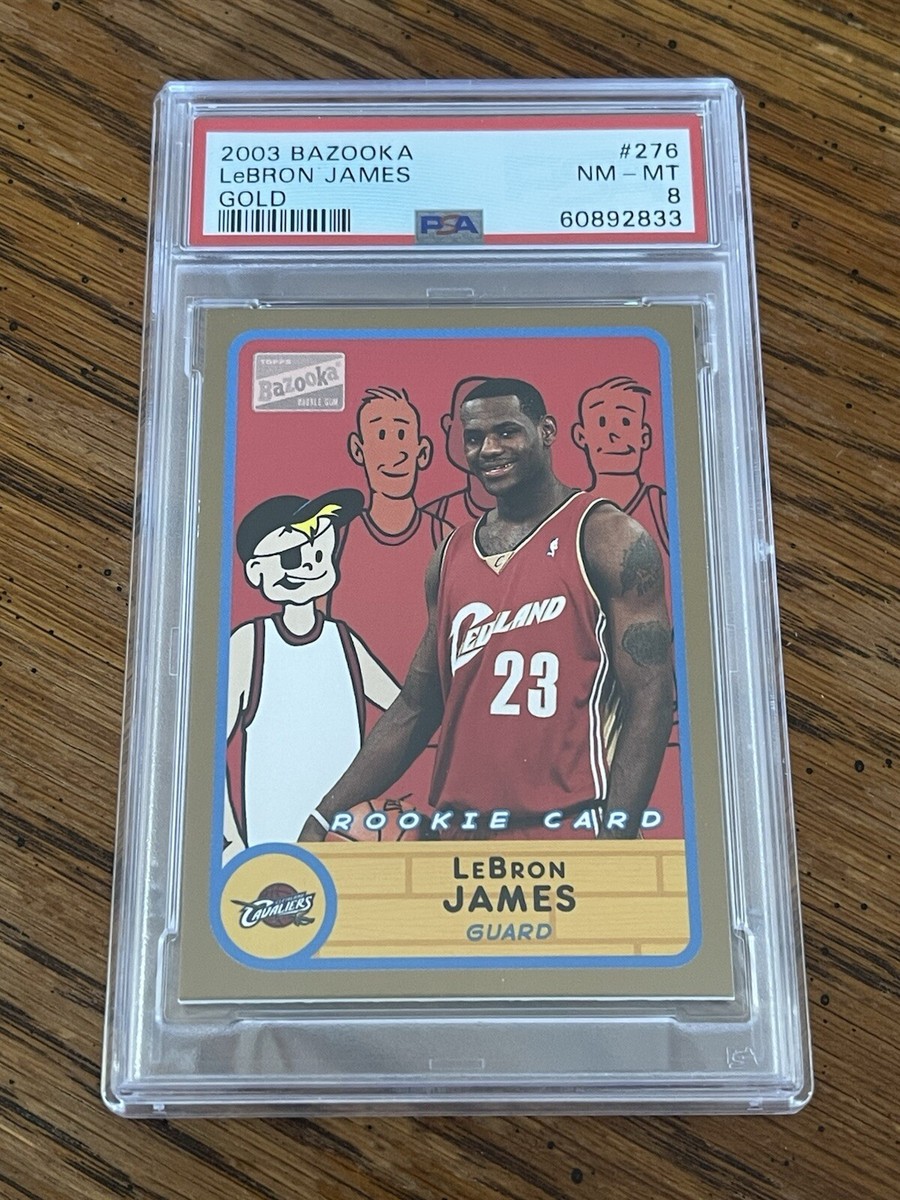 2003 BAZOOKA #276
LeBRON JAMES NM - MT
GOLD 8
PSA 60892833
TOPPS
Bazooka
BUBBLE GUM
C
23
ROOKIE CARD
LEBRON
JAMES
GUARD
CAVALIERS